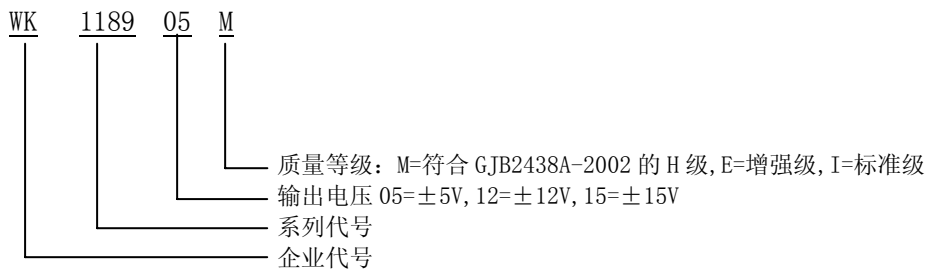 WK 1189 05 M
质量等级：M=符合 GJB2438A-2002 的 H 级,E=增强级,I=标准级
输出电压 05=±5V,12=±12V,15=±15V
系列代号
企业代号